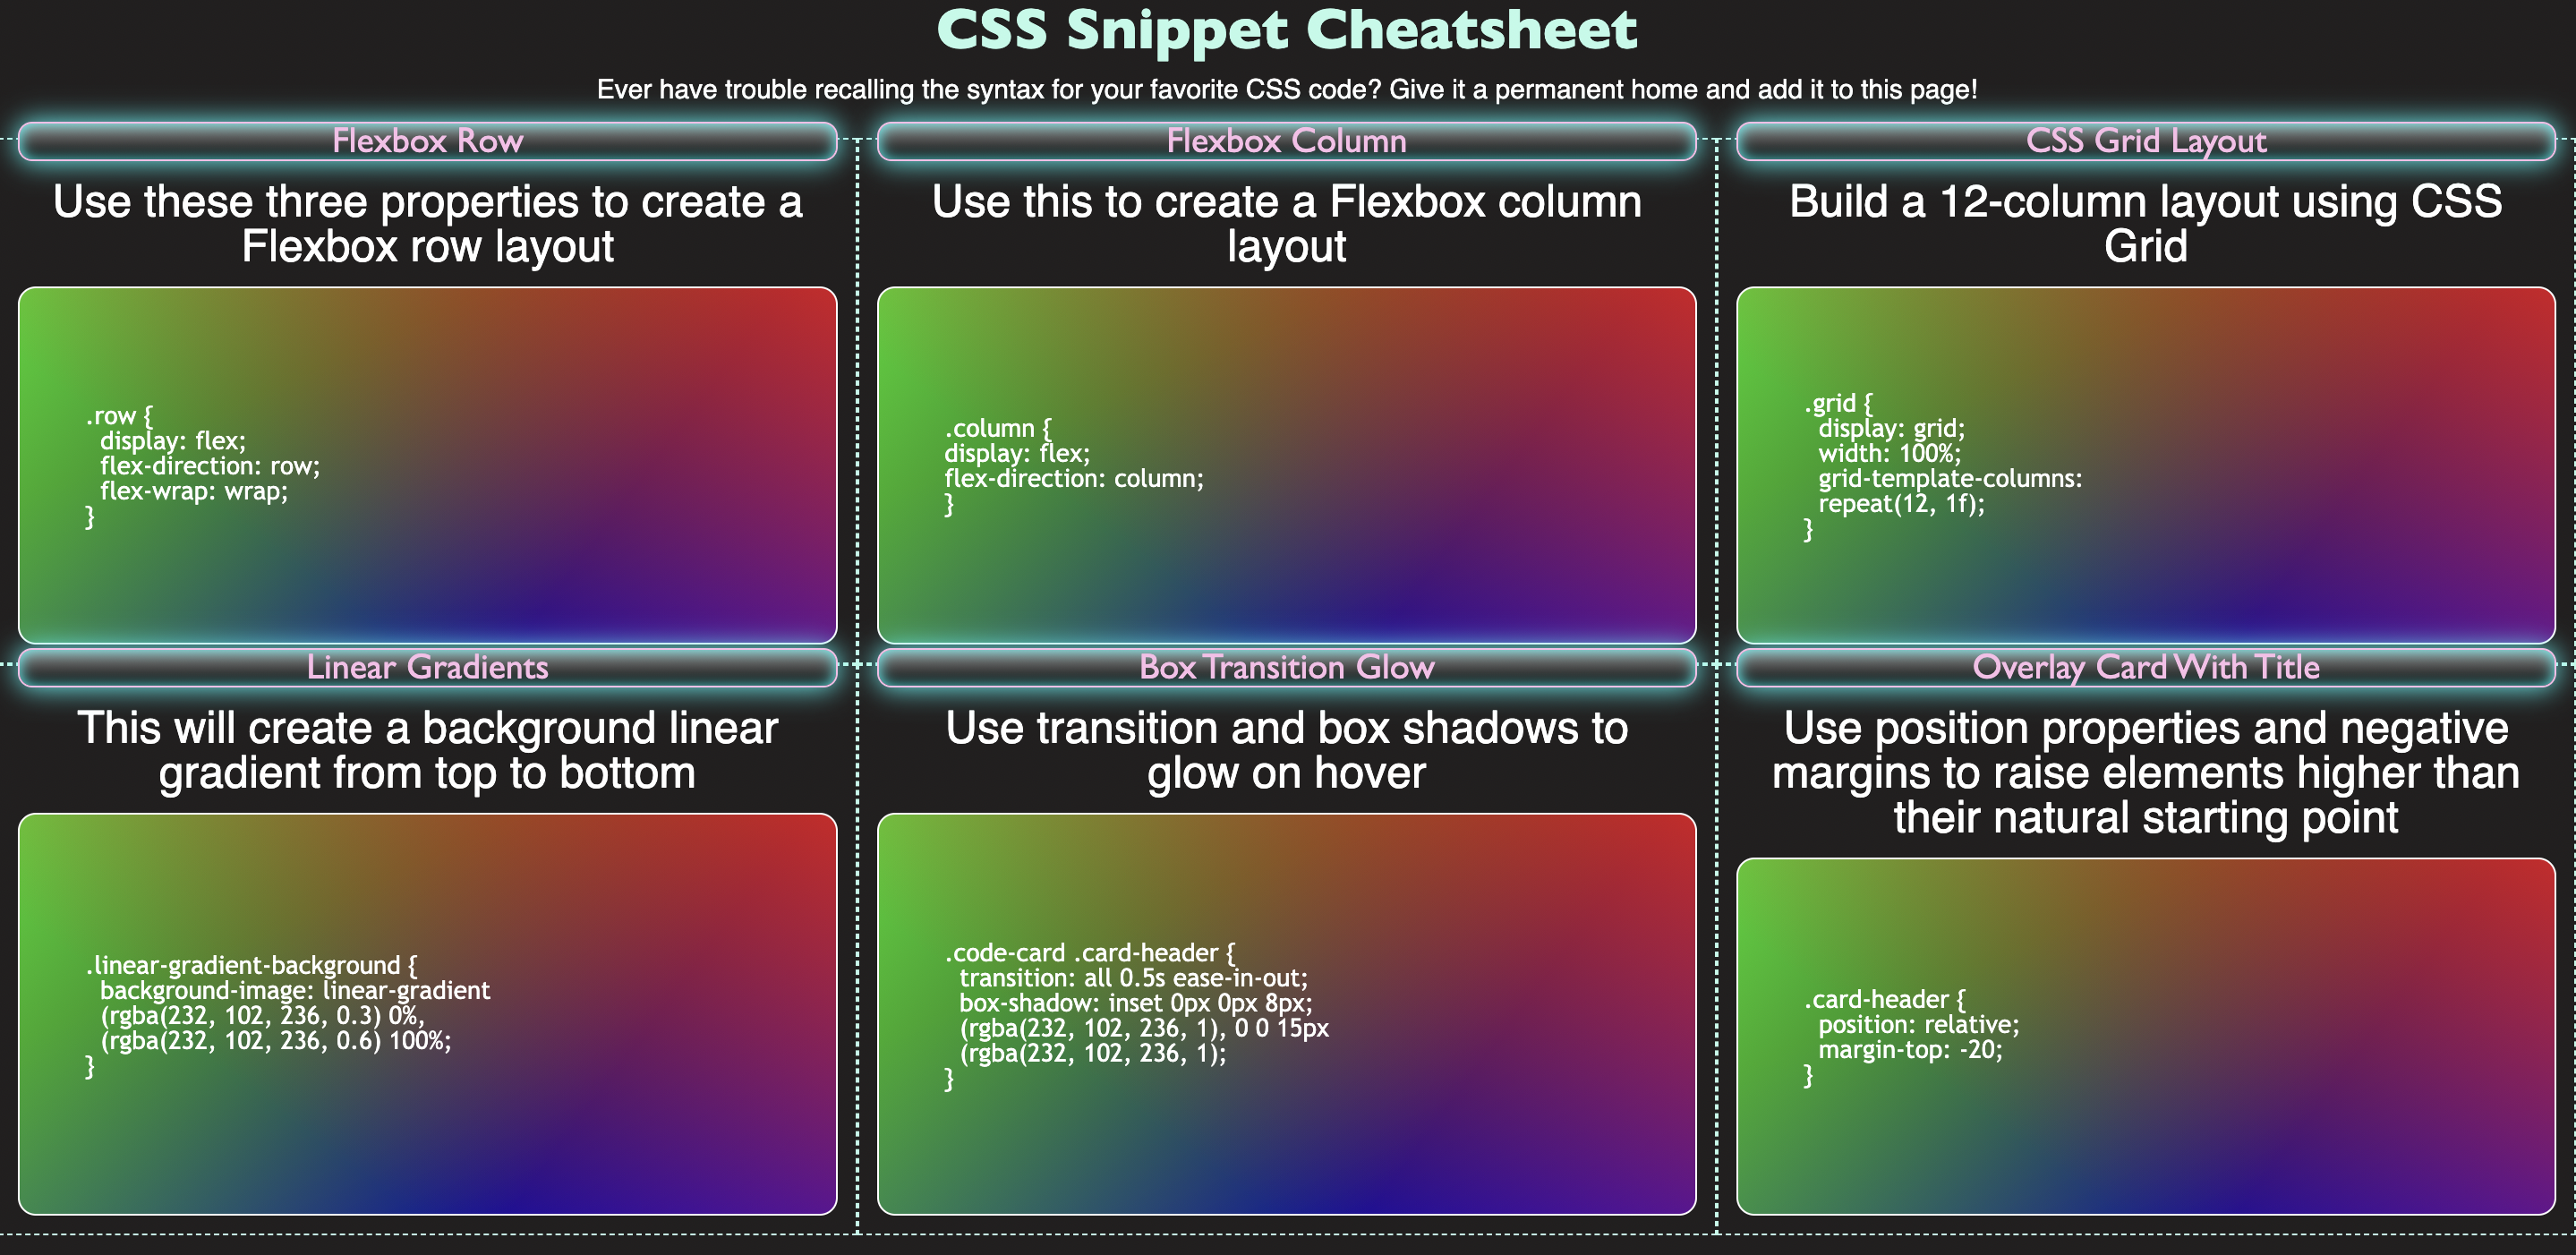 CSS Snippet Cheatsheet
Ever have trouble recalling the syntax for your favorite CSS code? Give it a permanent home and add it to this page!
Flexbox Row
Use these three properties to create a
Flexbox row layout
.row {
display: flex;
flex-direction: row;
flex-wrap: wrap;
}
Flexbox Column
Use this to create a Flexbox column
layout
.column {
display: flex;
flex-direction: column;
}
CSS Grid Layout
Build a 12-column layout using CSS
Grid
.grid {
display: grid;
width: 100%;
grid-template-columns:
repeat(12, 1f);
}
Linear Gradients
This will create a background linear
gradient from top to bottom
.linear-gradient-background {
background-image: linear-gradient
(rgba(232, 102, 236, 0.3) 0%,
(rgba(232, 102, 236, 0.6) 100%;
}
Box Transition Glow
Use transition and box shadows to
glow on hover
.code-card .card-header {
transition: all 0.5s ease-in-out;
box-shadow: inset 0px 0px 8px;
(rgba(232, 102, 236, 1), 0 0 15px
(rgba(232, 102, 236, 1);
}
Overlay Card With Title
Use position properties and negative
margins to raise elements higher than
their natural starting point
.card-header {
position: relative;
margin-top: -20;
}